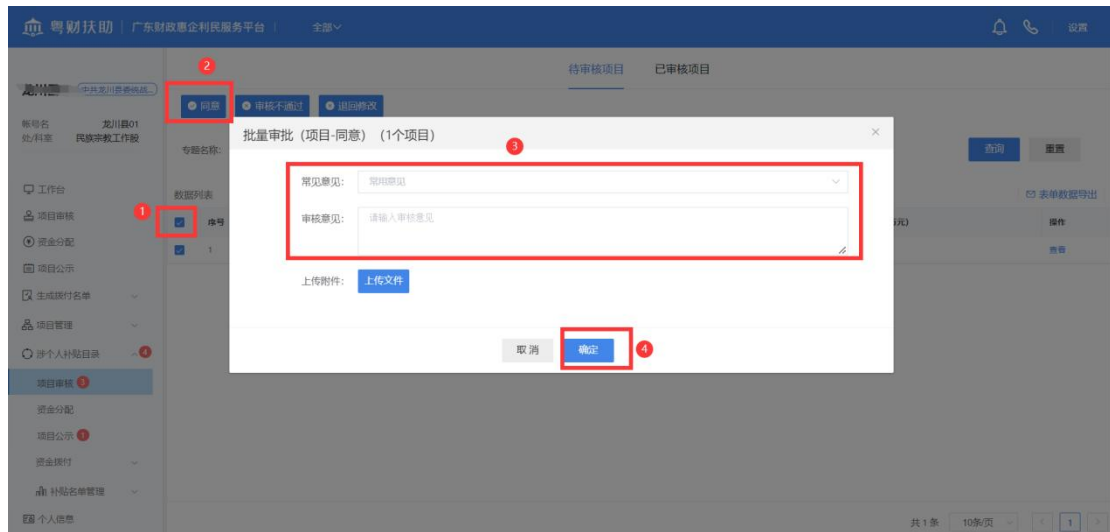 粤财扶助 | 广东财政惠企利民服务平台 | 全部
设置
待审核项目 已审核项目
2
同意 审核不通过 退回修改
帐号名 龙川县01
处/科室 民族宗教工作股
批量审批（项目-同意）（1个项目） ×
3
专题名称:
查询 重置
常见意见: 常用意见
工作台
数据列表
表单数据导出
项目审核
1
序号
审核意见: 请输入审核意见
操作
资金分配
1
查看
项目公示
上传附件: 上传文件
生成拨付名单
项目管理
取消 确定 4
涉个人补贴目录 4
项目审核 3
资金分配
项目公示 1
资金拨付
补贴名单管理
个人信息
共1条 10条/页 1